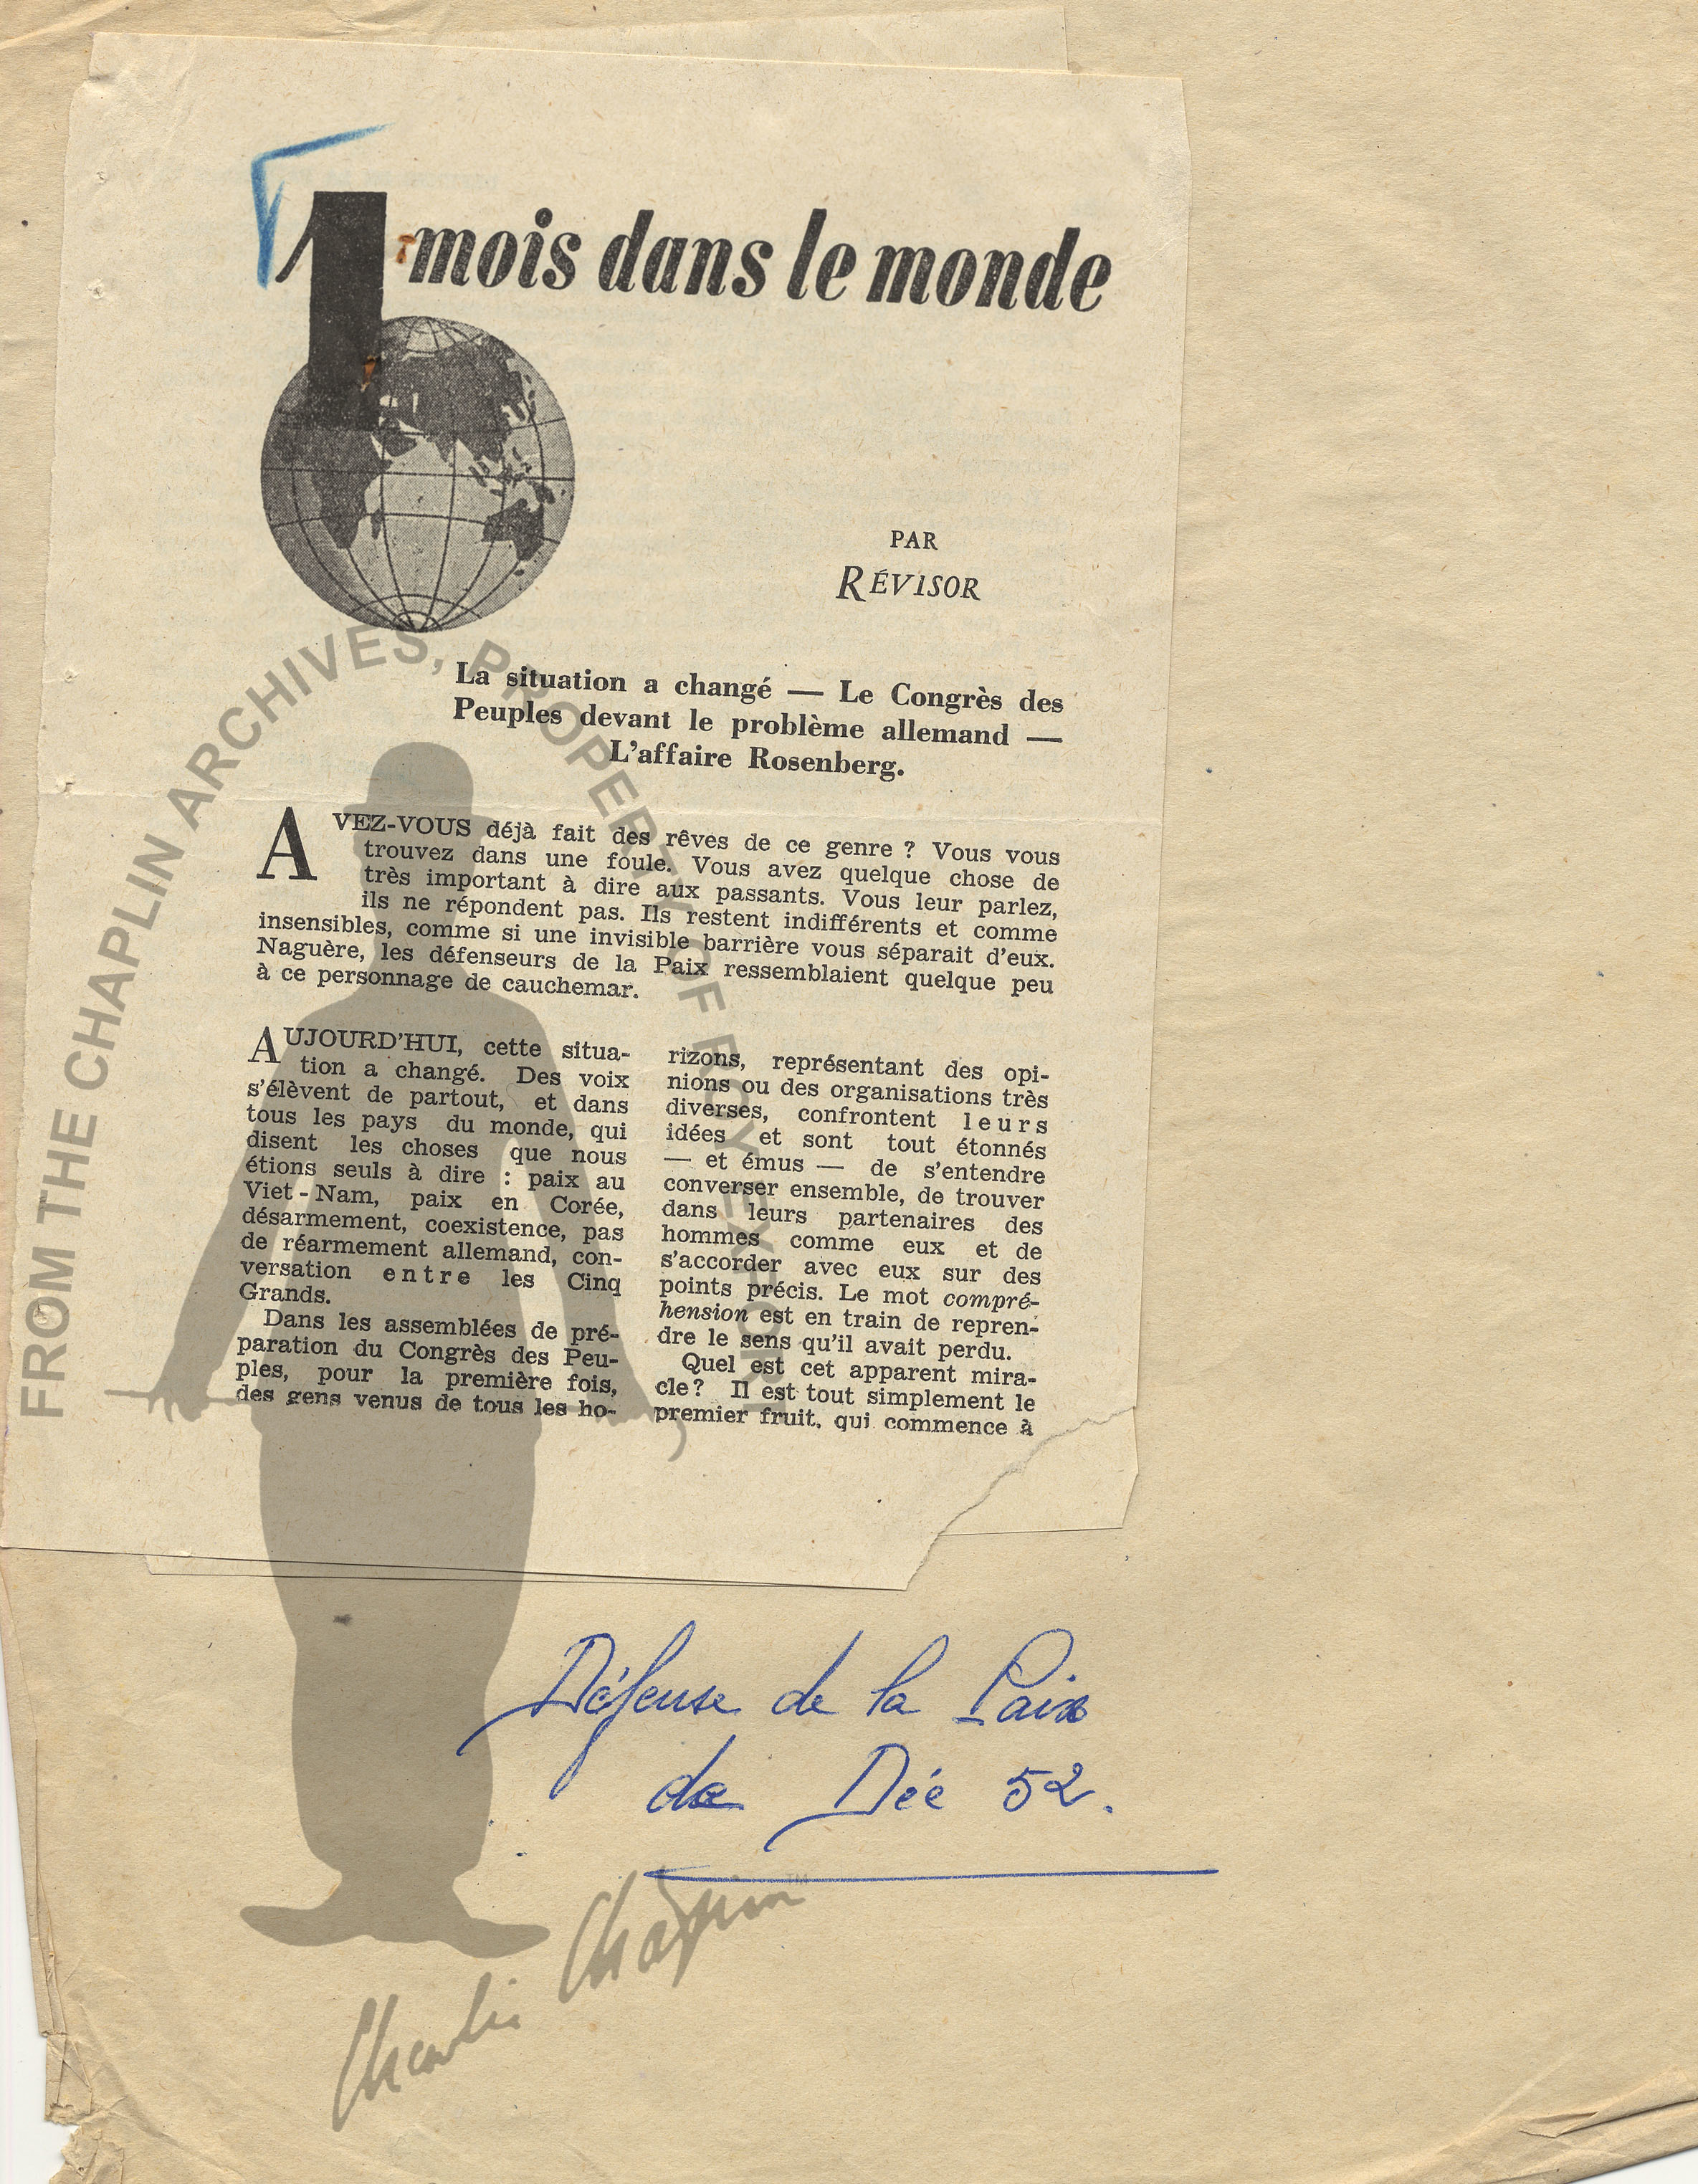 1 mois dans le monde
PAR
RÉVISOR
La situation a changé — Le Congrès des
Peuples devant le problème allemand —
L'affaire Rosenberg.
AVEZ-VOUS déjà fait des rêves de ce genre ? Vous vous
trouvez dans une foule. Vous avez quelque chose de
très important à dire aux passants. Vous leur parlez,
ils ne répondent pas. Ils restent indifférents et comme
insensibles, comme si une invisible barrière vous séparait d'eux.
Naguère, les défenseurs de la Paix ressemblaient quelque peu
à ce personnage de cauchemar.
AUJOURD'HUI, cette situa-
tion a changé. Des voix
s'élèvent de partout, et dans
tous les pays du monde, qui
disent les choses que nous
étions seuls à dire : paix au
Viet-Nam, paix en Corée,
désarmement, coexistence, pas
de réarmement allemand, con-
versation entre les Cinq
Grands.
Dans les assemblées de pré-
paration du Congrès des Peu-
ples, pour la première fois,
des gens venus de tous les ho-
rizons, représentant des opi-
nions ou des organisations très
diverses, confrontent leurs
idées et sont tout étonnés
— et émus — de s'entendre
converser ensemble, de trouver
dans leurs partenaires des
hommes comme eux et de
s'accorder avec eux sur des
points précis. Le mot compré-
hension est en train de repren-
dre le sens qu'il avait perdu.
Quel est cet apparent mira-
cle? Il est tout simplement le
premier fruit, qui commence à
Défense de la Paix
de Déc 52.
FROM THE CHAPLIN ARCHIVES, PROPERTY OF ROY EXPORT
Charlie Chaplin